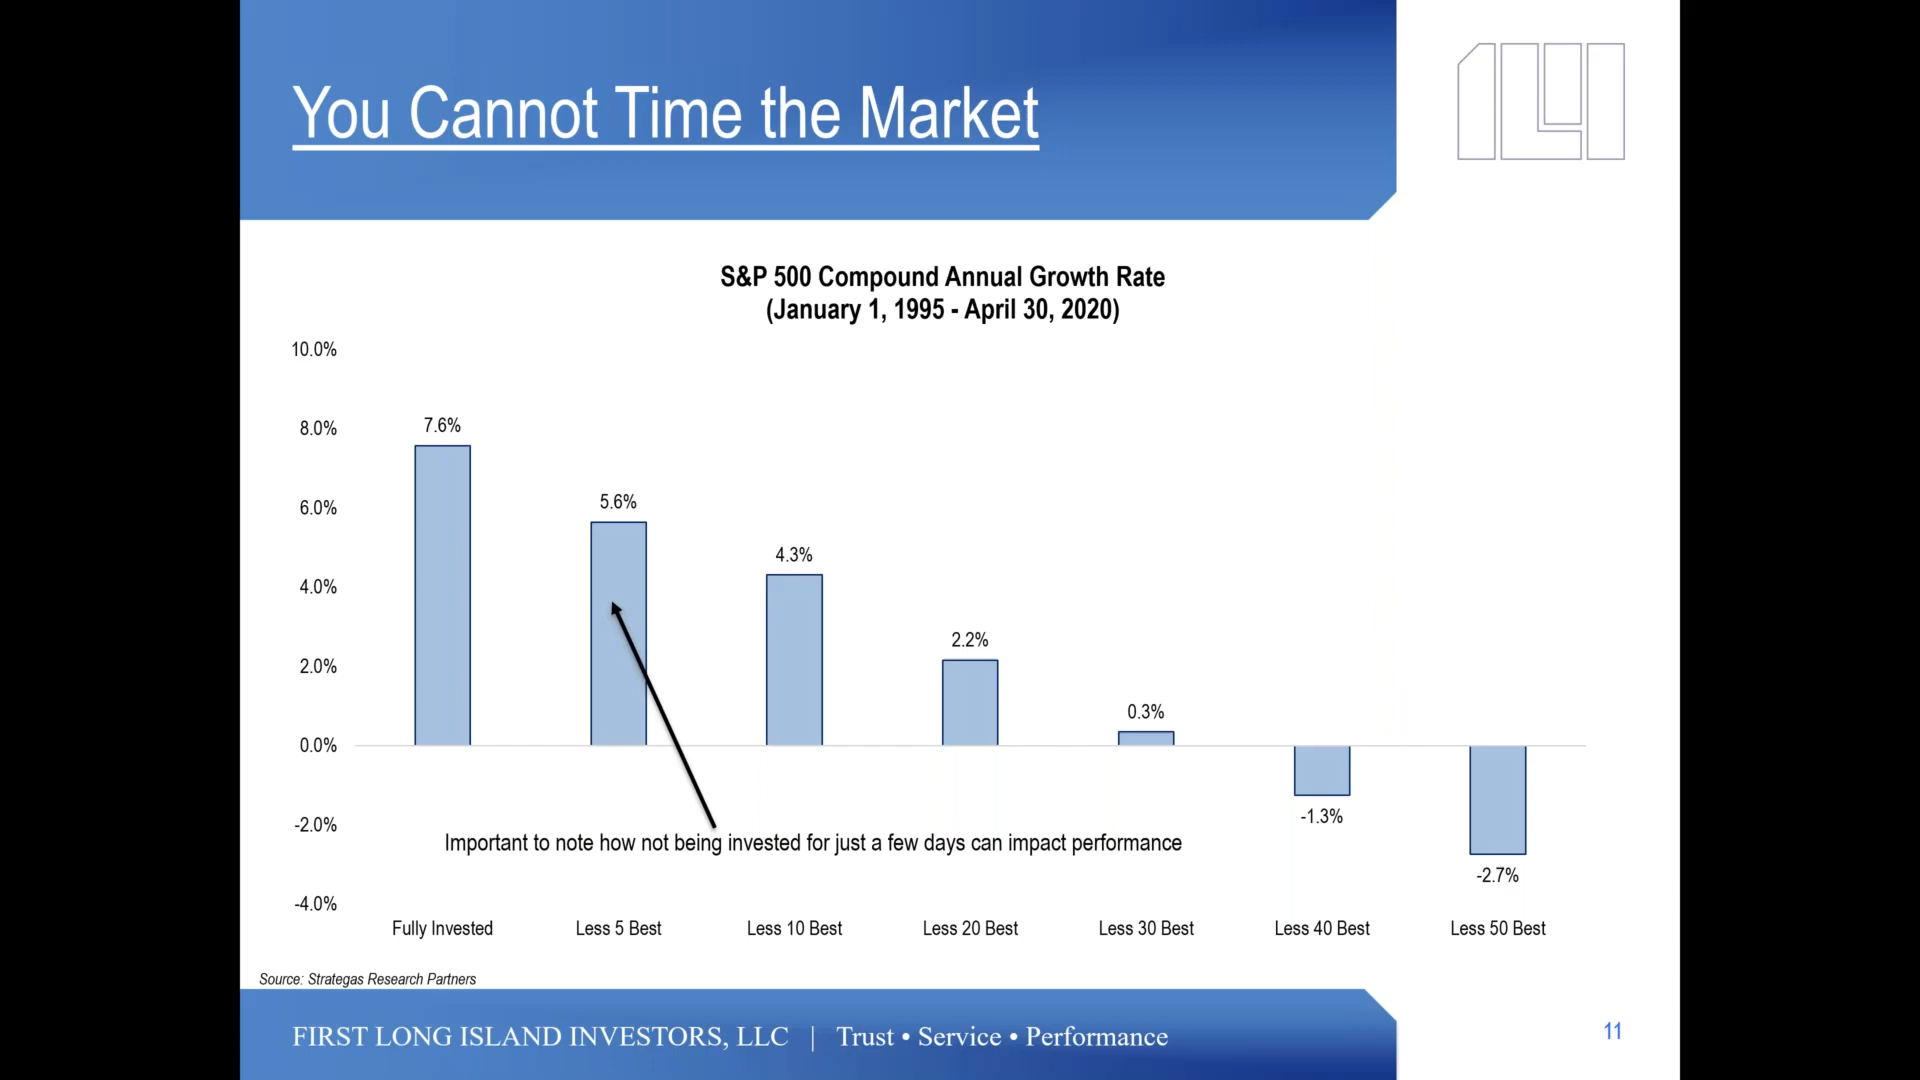 You Cannot Time the Market
S&P 500 Compound Annual Growth Rate
(January 1, 1995 - April 30, 2020)
10.0%
8.0%
6.0%
4.0%
2.0%
0.0%
-2.0%
-4.0%
7.6%
5.6%
4.3%
2.2%
0.3%
-1.3%
-2.7%
Important to note how not being invested for just a few days can impact performance
Fully Invested
Less 5 Best
Less 10 Best
Less 20 Best
Less 30 Best
Less 40 Best
Less 50 Best
Source: Strategas Research Partners
FIRST LONG ISLAND INVESTORS, LLC | Trust • Service • Performance
11